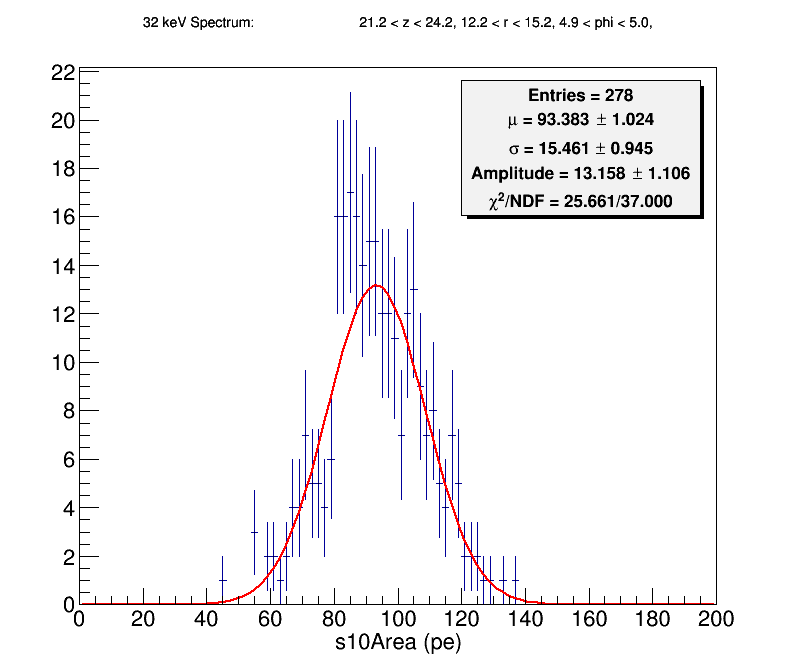 32 keV Spectrum: 21.2 < z < 24.2, 12.2 < r < 15.2, 4.9 < phi < 5.0,
Entries = 278
μ = 93.383 ± 1.024
σ = 15.461 ± 0.945
Amplitude = 13.158 ± 1.106
χ²/NDF = 25.661/37.000
22
20
18
16
14
12
10
8
6
4
2
0
0 20 40 60 80 100 120 140 160 180 200
s10Area (pe)